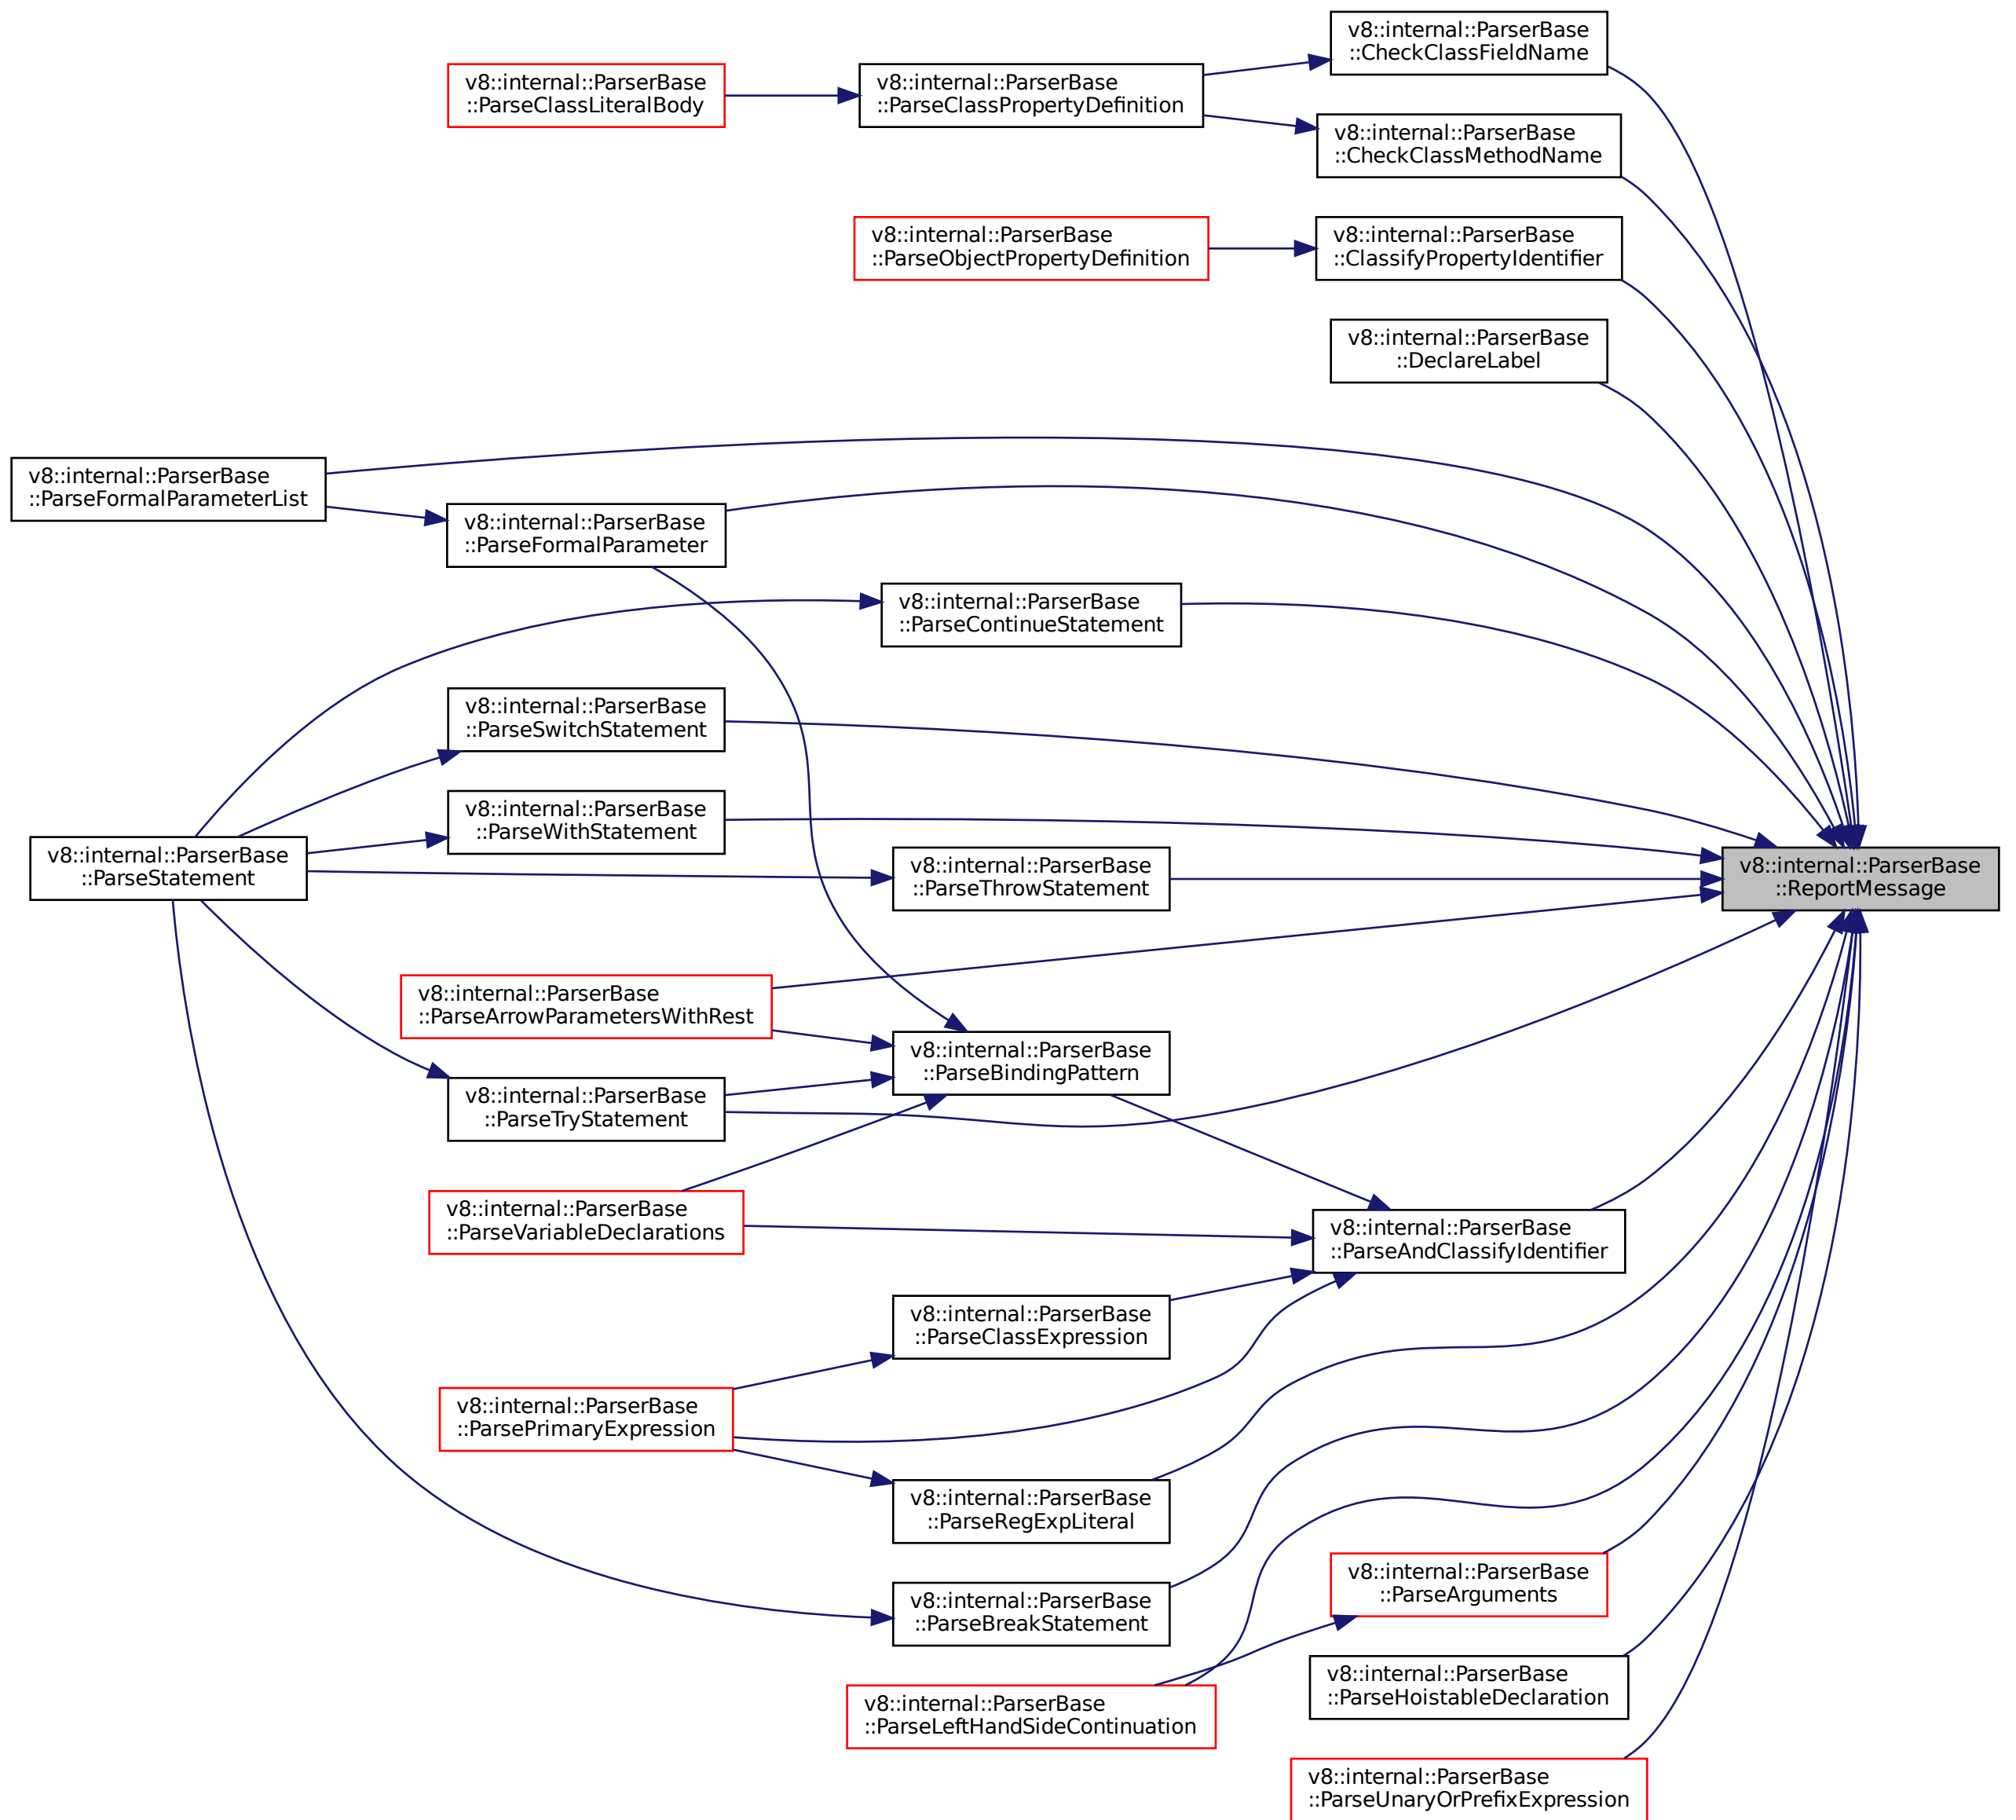 v8::internal::ParserBase
::CheckClassFieldName
v8::internal::ParserBase
::ParseClassLiteralBody
v8::internal::ParserBase
::ParseClassPropertyDefinition
v8::internal::ParserBase
::CheckClassMethodName
v8::internal::ParserBase
::ParseObjectPropertyDefinition
v8::internal::ParserBase
::ClassifyPropertyIdentifier
v8::internal::ParserBase
::DeclareLabel
v8::internal::ParserBase
::ParseFormalParameterList
v8::internal::ParserBase
::ParseFormalParameter
v8::internal::ParserBase
::ParseContinueStatement
v8::internal::ParserBase
::ParseSwitchStatement
v8::internal::ParserBase
::ParseWithStatement
v8::internal::ParserBase
::ParseStatement
v8::internal::ParserBase
::ParseThrowStatement
v8::internal::ParserBase
::ReportMessage
v8::internal::ParserBase
::ParseArrowParametersWithRest
v8::internal::ParserBase
::ParseBindingPattern
v8::internal::ParserBase
::ParseTryStatement
v8::internal::ParserBase
::ParseVariableDeclarations
v8::internal::ParserBase
::ParseAndClassifyIdentifier
v8::internal::ParserBase
::ParseClassExpression
v8::internal::ParserBase
::ParsePrimaryExpression
v8::internal::ParserBase
::ParseRegExpLiteral
v8::internal::ParserBase
::ParseArguments
v8::internal::ParserBase
::ParseBreakStatement
v8::internal::ParserBase
::ParseHoistableDeclaration
v8::internal::ParserBase
::ParseLeftHandSideContinuation
v8::internal::ParserBase
::ParseUnaryOrPrefixExpression